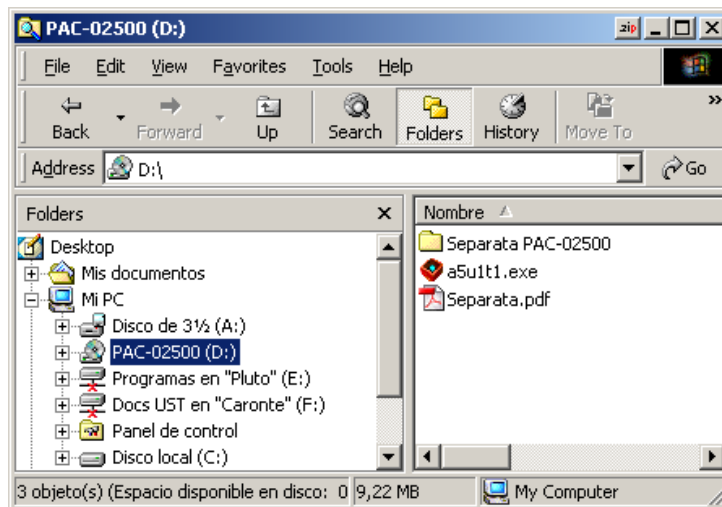 PAC-02500 (D:)
zip
File Edit View Favorites Tools Help
Back Forward Up Search Folders History Move To »
Address D:\ Go
Folders
Nombre
Desktop
Mis documentos
Mi PC
Disco de 3½ (A:)
PAC-02500 (D:)
Programas en "Pluto" (E:)
Docs UST en "Caronte" (F:)
Panel de control
Disco local (C:)
Separata PAC-02500
a5u1t1.exe
Separata.pdf
3 objeto(s) (Espacio disponible en disco: 0 9,22 MB My Computer